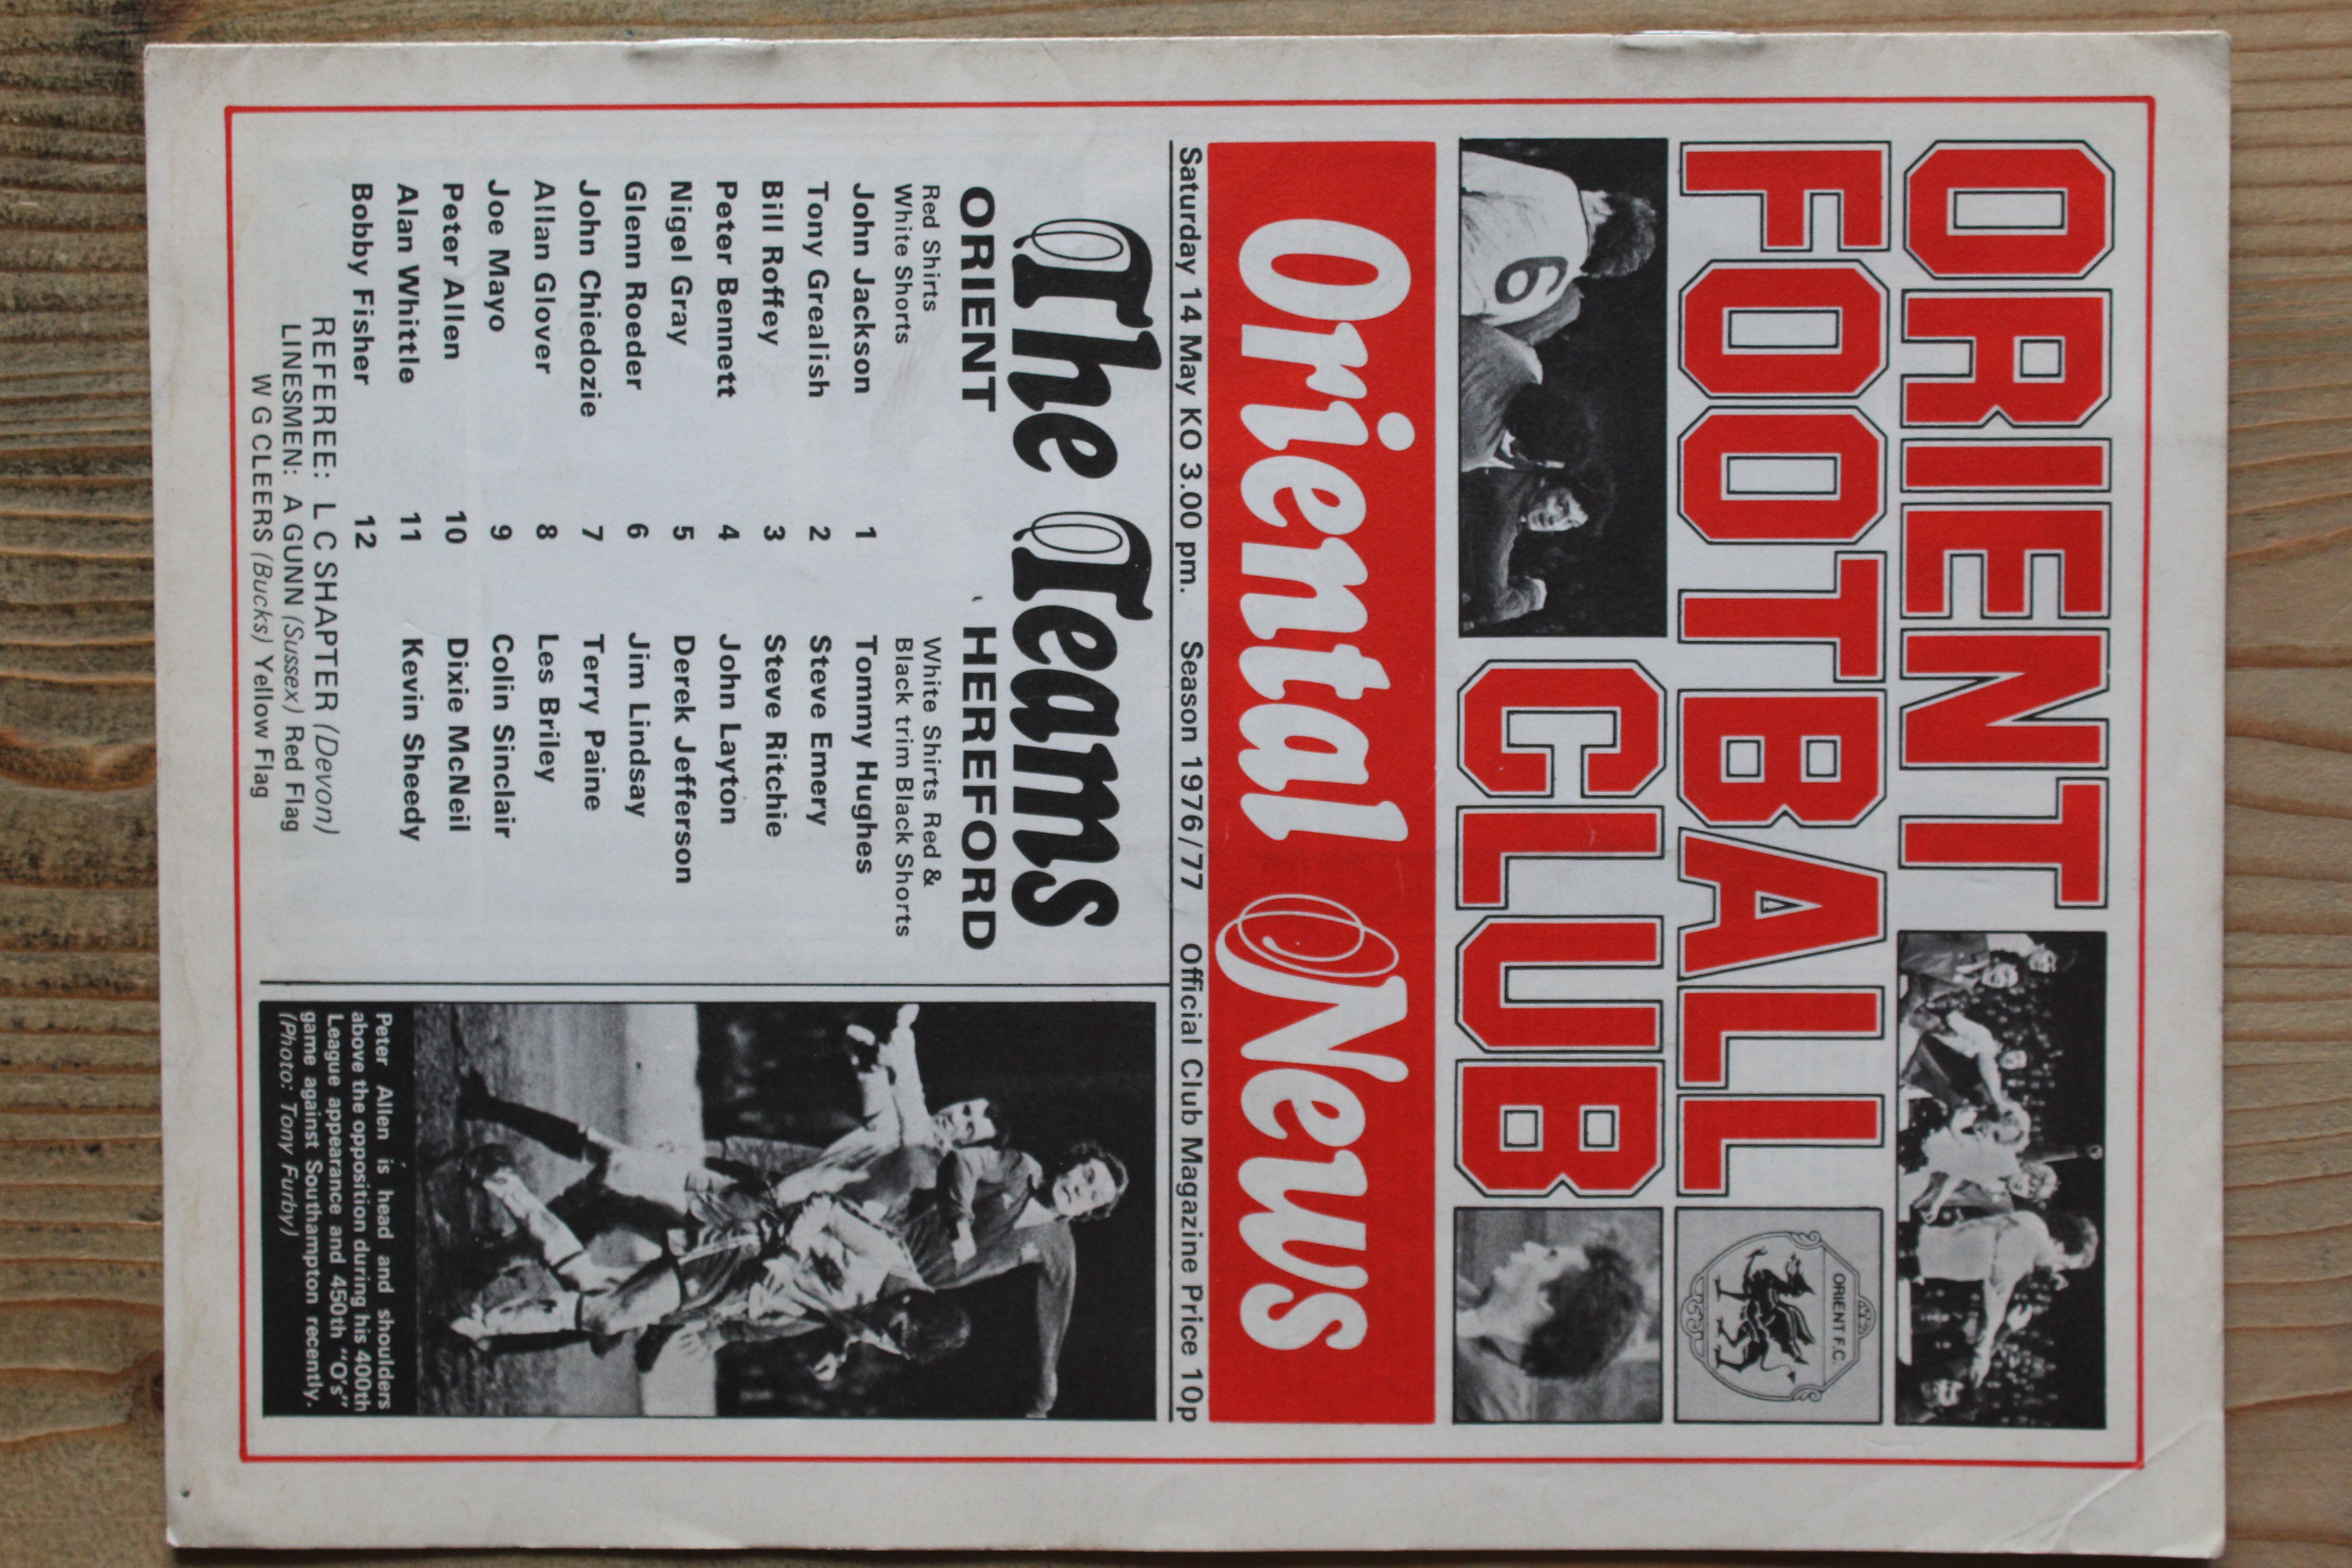 ORIENT
FOOTBALL
CLUB
ORIENT F.C.
6
Oriental News
Saturday 14 May KO 3.00 pm. Season 1976/77 Official Club Magazine Price 10p
The Teams
ORIENT HEREFORD
Red Shirts White Shirts Red &
White Shorts Black trim Black Shorts
John Jackson 1 Tommy Hughes
Tony Grealish 2 Steve Emery
Bill Roffey 3 Steve Ritchie
Peter Bennett 4 John Layton
Nigel Gray 5 Derek Jefferson
Glenn Roeder 6 Jim Lindsay
John Chiedozie 7 Terry Paine
Allan Glover 8 Les Briley
Joe Mayo 9 Colin Sinclair
Peter Allen 10 Dixie McNeil
Alan Whittle 11 Kevin Sheedy
Bobby Fisher 12
REFEREE: L C SHAPTER (Devon)
LINESMEN: A GUNN (Sussex) Red Flag
W G CLEERS (Bucks) Yellow Flag
Peter Allen is head and shoulders
above the opposition during his 400th
League appearance and 450th "O's"
game against Southampton recently.
(Photo: Tony Furby)